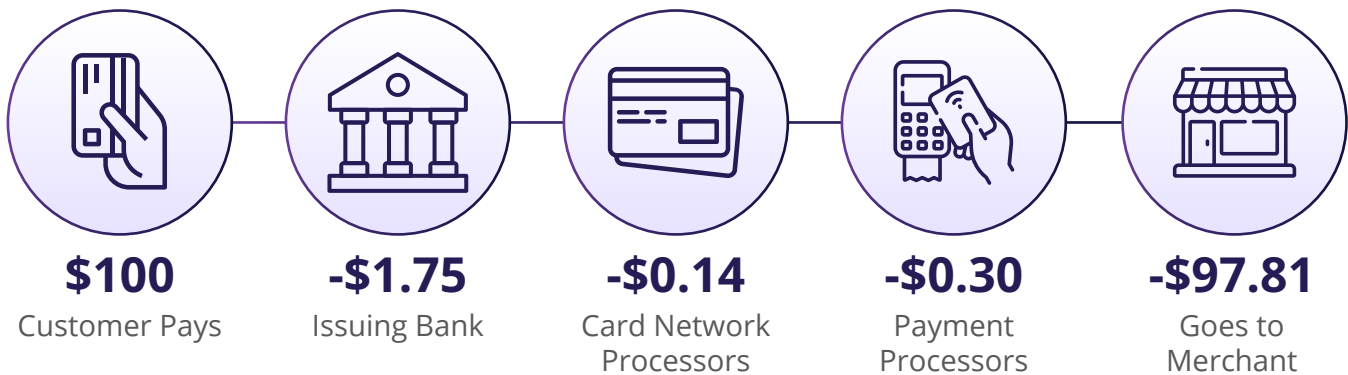 $100
Customer Pays
-$1.75
Issuing Bank
-$0.14
Card Network
Processors
-$0.30
Payment
Processors
-$97.81
Goes to
Merchant